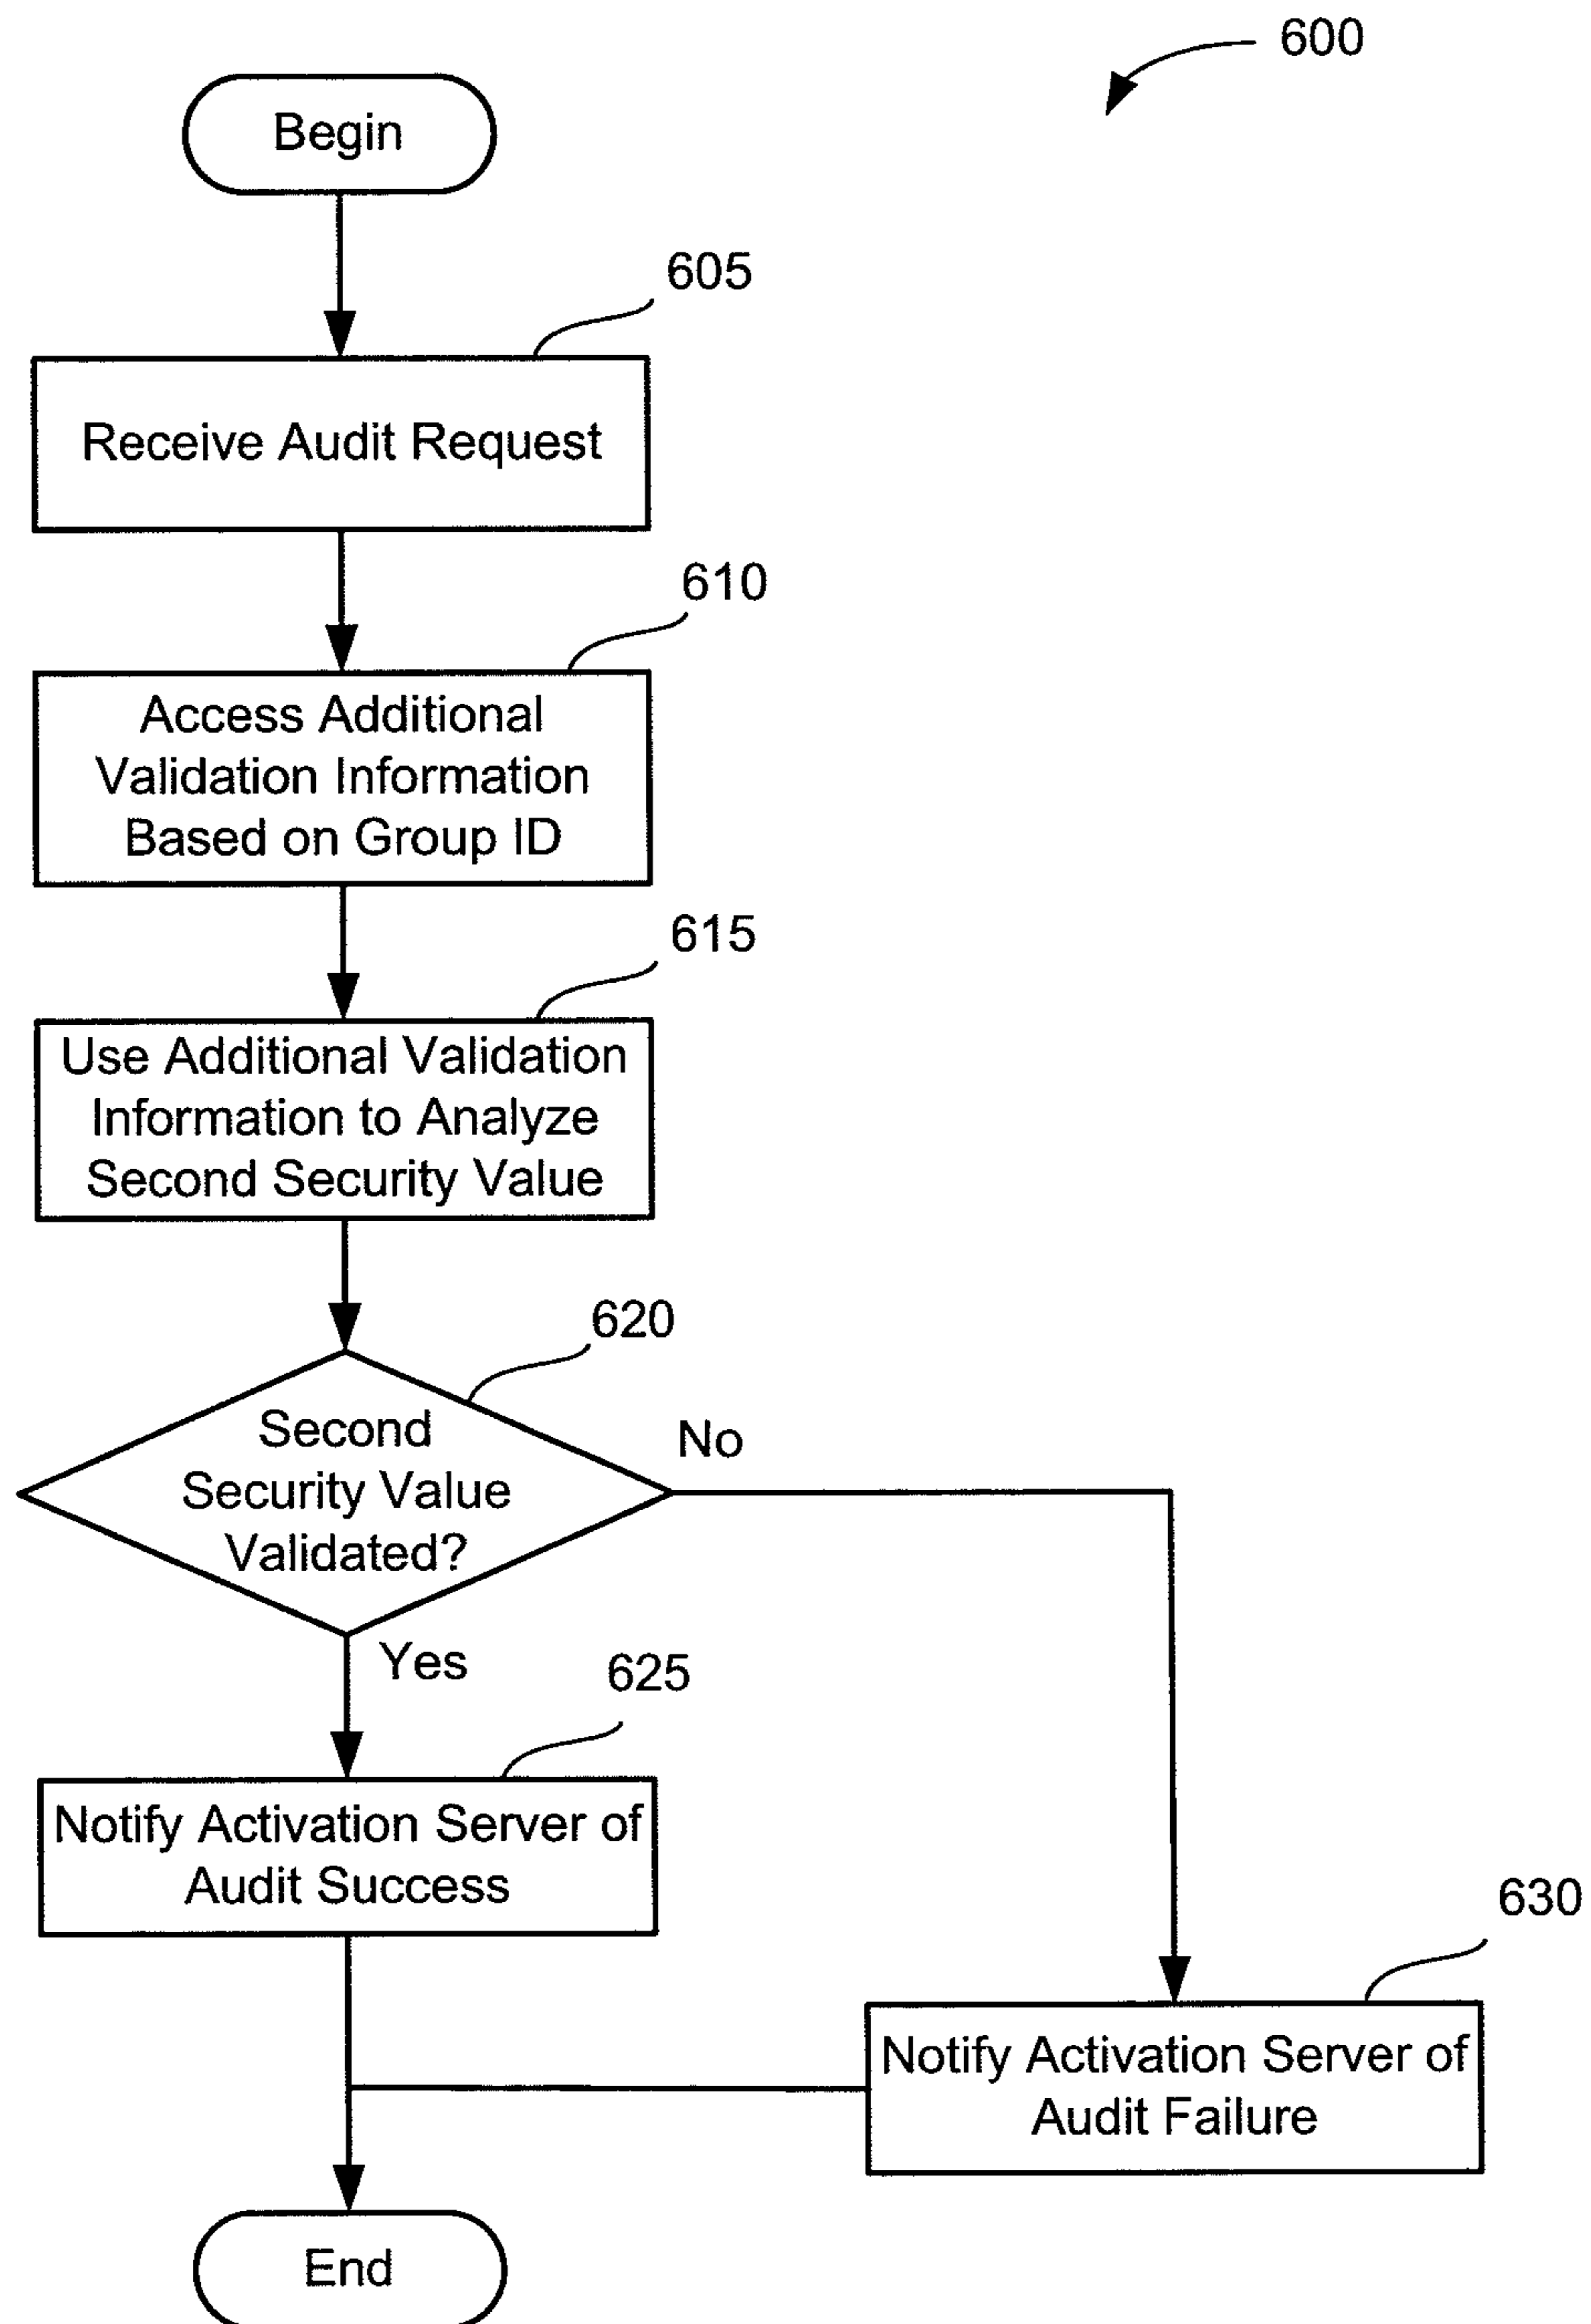 600
Begin
605
Receive Audit Request
610
Access Additional
Validation Information
Based on Group ID
615
Use Additional Validation
Information to Analyze
Second Security Value
620
Second
Security Value
Validated?
No
Yes
625
Notify Activation Server of
Audit Success
630
Notify Activation Server of
Audit Failure
End